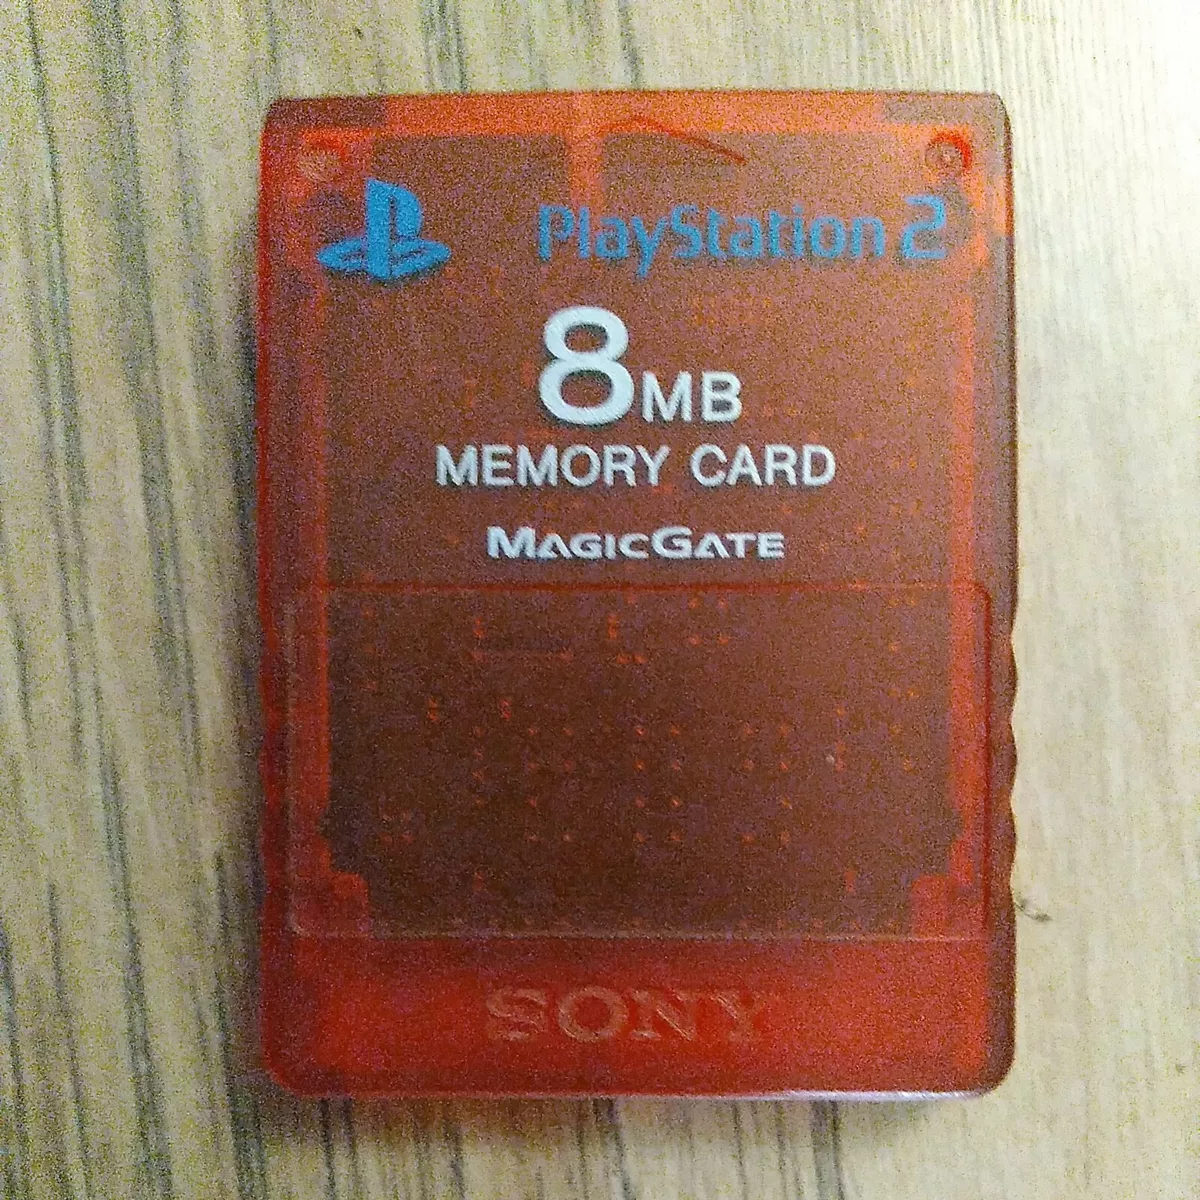 PlayStation 2
8MB
MEMORY CARD
MAGICGATE
SONY